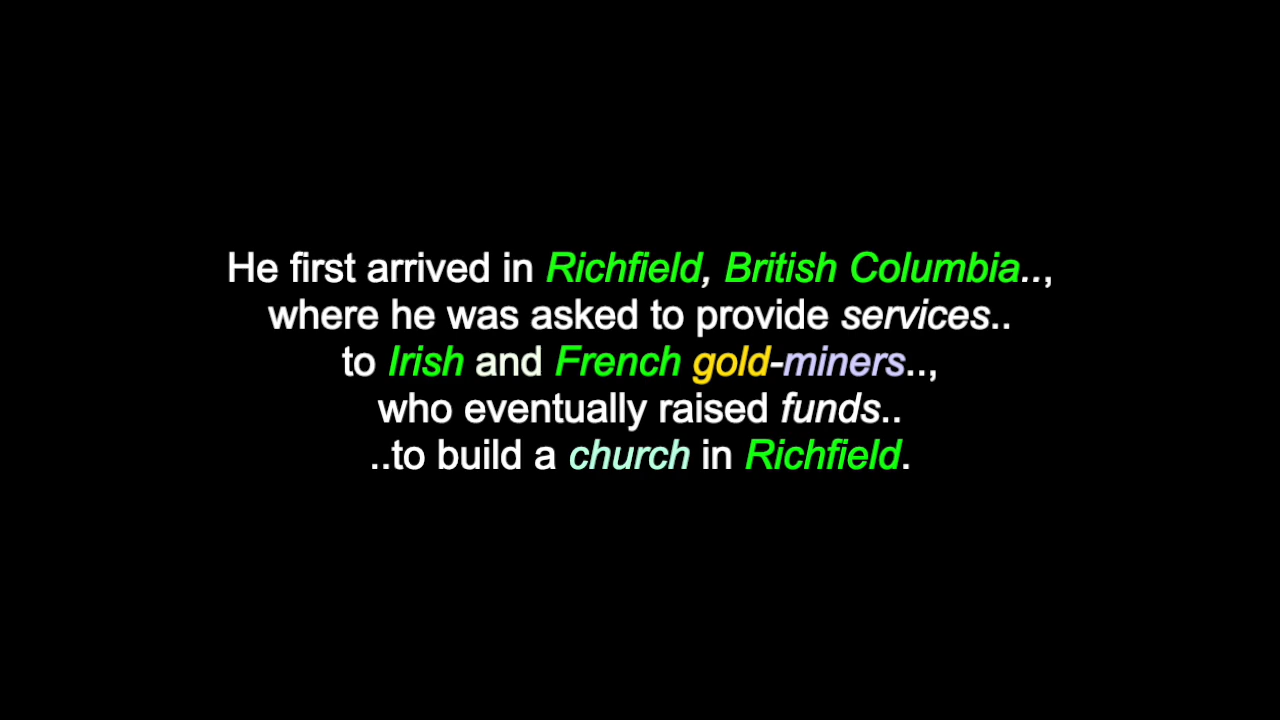 He first arrived in Richfield, British Columbia..,
where he was asked to provide services..
to Irish and French gold-miners..,
who eventually raised funds..
..to build a church in Richfield.